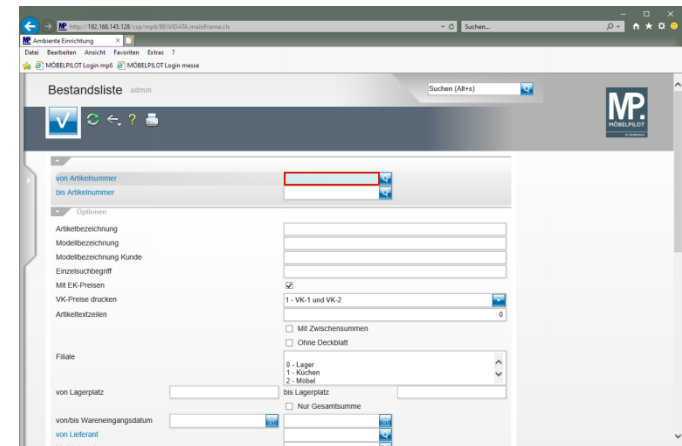 http://192.168.145.128/csp/mp6/BEWIDATA.mainFrame.cls
Suchen...
Ambiente Einrichtung
Datei Bearbeiten Ansicht Favoriten Extras ?
MÖBELPILOT Login mp6 MÖBELPILOT Login messe
Bestandsliste admin
Suchen (Alt+s)
MP.
MÖBELPILOT
von Artikelnummer
bis Artikelnummer
Optionen
Artikelbezeichnung
Modellbezeichnung
Modellbezeichnung Kunde
Einzelsuchbegriff
Mit EK-Preisen
VK-Preise drucken 1 - VK-1 und VK-2
Artikeltextzeilen 0
Mit Zwischensummen
Ohne Deckblatt
Filiale
0 - Lager
1 - Küchen
2 - Möbel
von Lagerplatz bis Lagerplatz
Nur Gesamtsumme
von/bis Wareneingangsdatum
von Lieferant